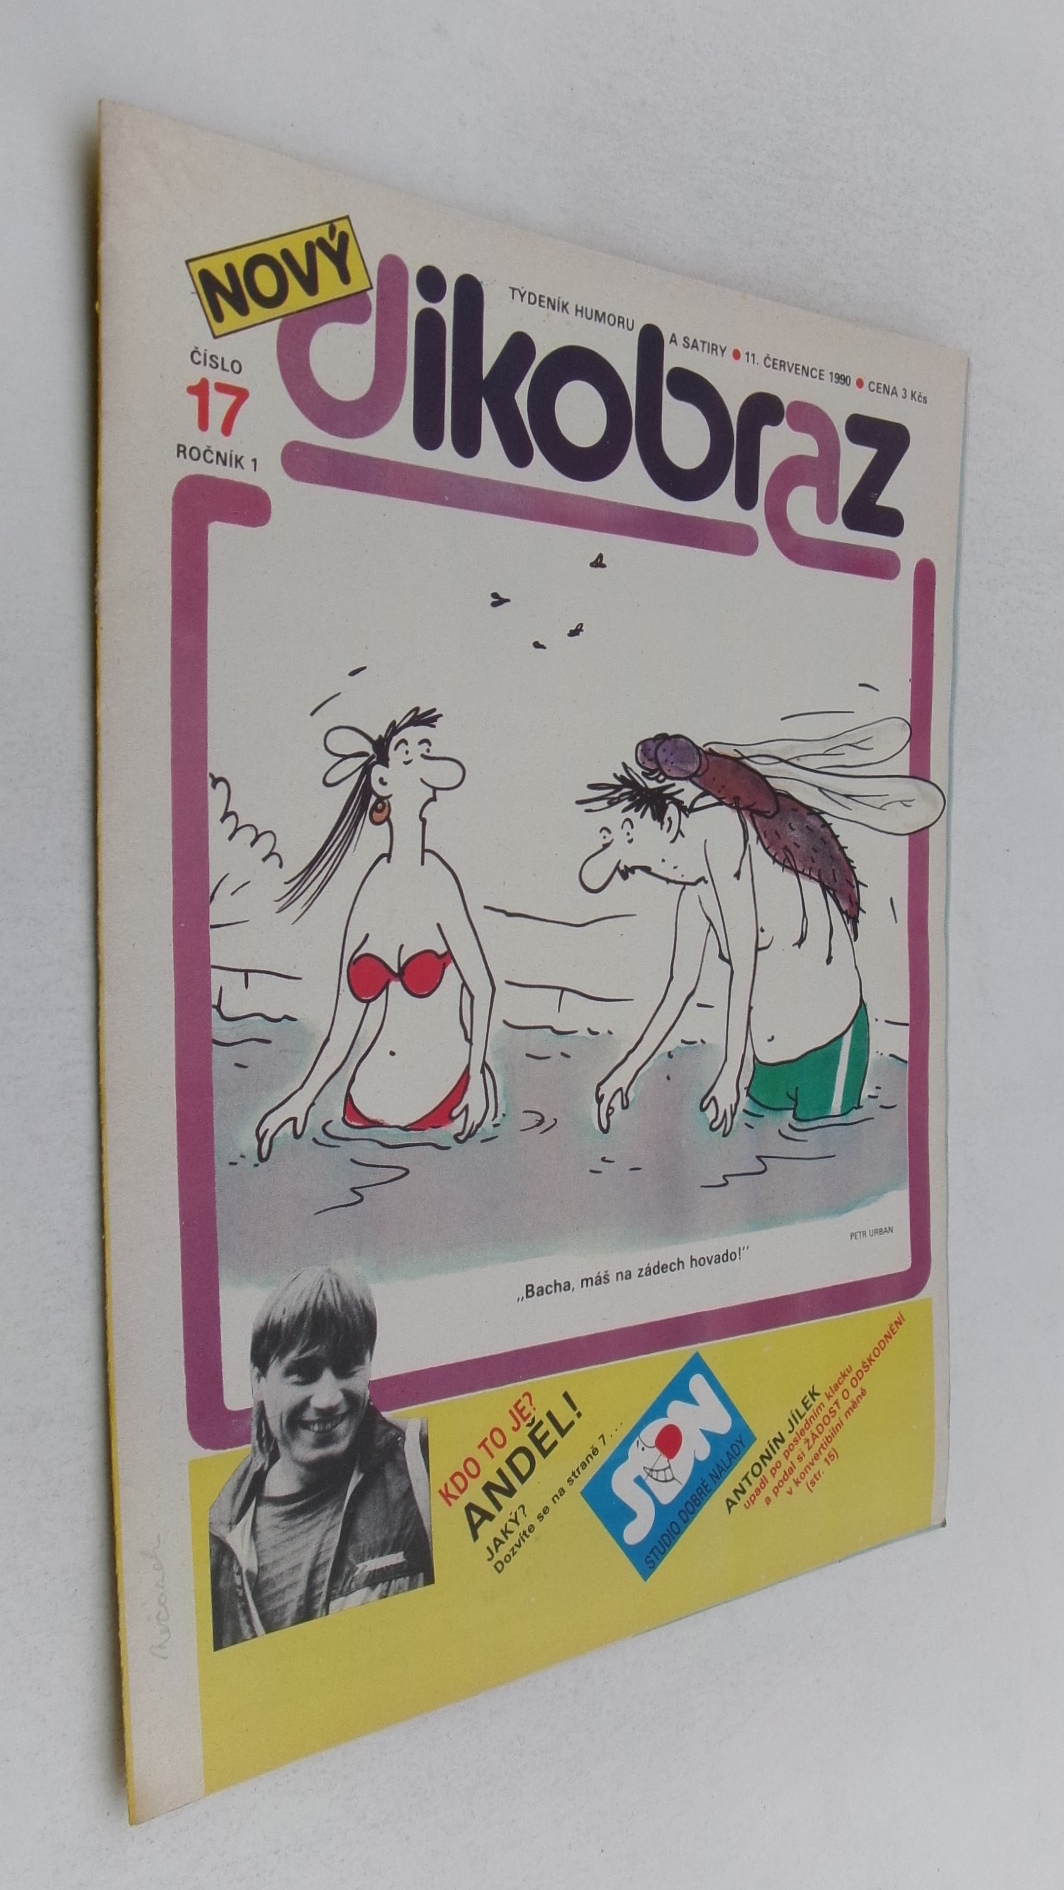 NOVÝ
dikobraz
TÝDENÍK HUMORU A SATIRY ● 11. ČERVENCE 1990 ● CENA 3 Kčs
ČÍSLO
17
ROČNÍK 1
PETR URBAN
„Bacha, máš na zádech hovado!"
KDO TO JE?
ANDĚL!
JAKÝ?
Dozvíte se na straně 7...
SDN
STUDIO DOBRÉ NÁLADY
ANTONÍN JÍLEK
upadl po posledním klacku
a podal si ŽÁDOST O ODŠKODNĚNÍ
v konvertibilní měně
(str. 15)